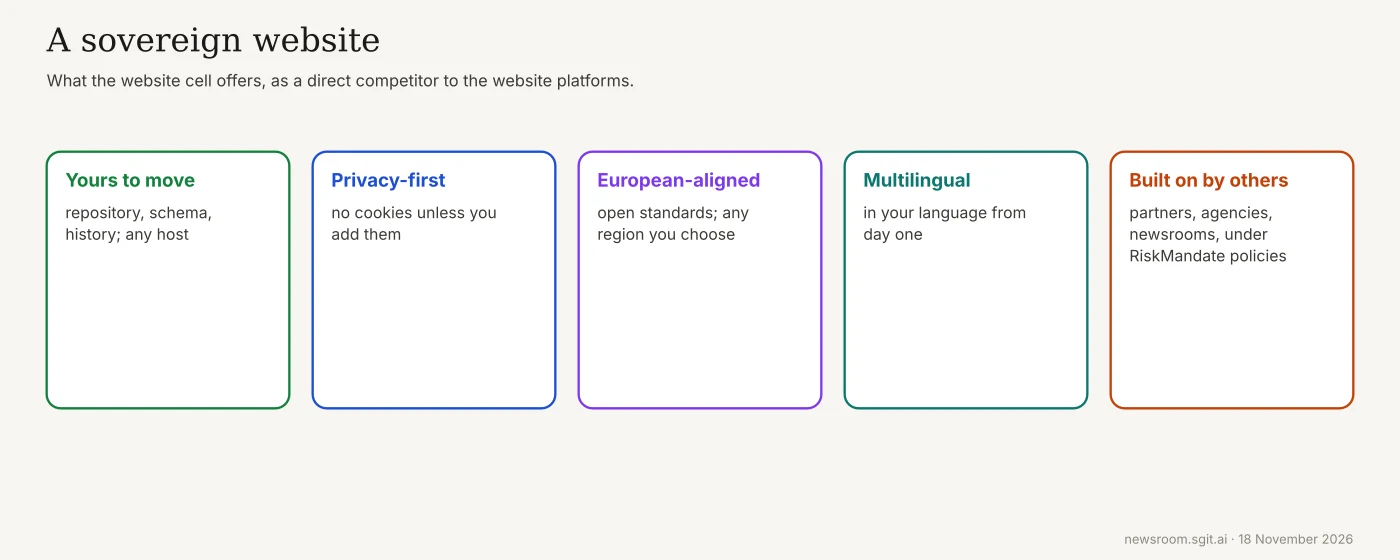 A sovereign website
What the website cell offers, as a direct competitor to the website platforms.
Yours to move
repository, schema,
history; any host
Privacy-first
no cookies unless you
add them
European-aligned
open standards; any
region you choose
Multilingual
in your language from
day one
Built on by others
partners, agencies,
newsrooms, under
RiskMandate policies
newsroom.sgit.ai · 18 November 2026